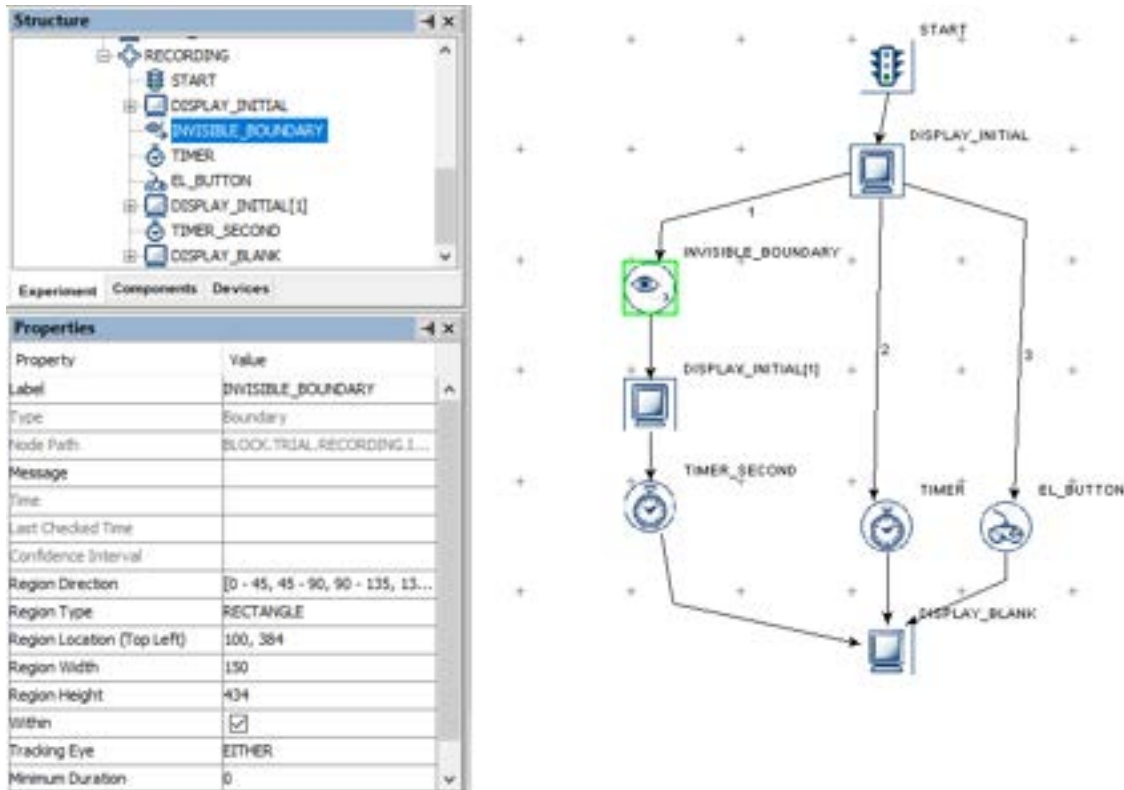 Structure
RECORDING
START
DISPLAY_INITIAL
INVISIBLE_BOUNDARY
TIMER
EL_BUTTON
DISPLAY_INITIAL[1]
TIMER_SECOND
DISPLAY_BLANK
Experiment Components Devices
Properties
Property Value
Label INVISIBLE_BOUNDARY
Type Boundary
Node Path BLOCK.TRIAL.RECORDING.I...
Message
Time
Last Checked Time
Confidence Interval
Region Direction [0 - 45, 45 - 90, 90 - 135, 13...
Region Type RECTANGLE
Region Location (Top Left) 100, 384
Region Width 150
Region Height 434
Within
Tracking Eye EITHER
Minimum Duration 0
START
DISPLAY_INITIAL
1
INVISIBLE_BOUNDARY
2
3
DISPLAY_INITIAL[1]
TIMER_SECOND
TIMER
EL_BUTTON
DISPLAY_BLANK